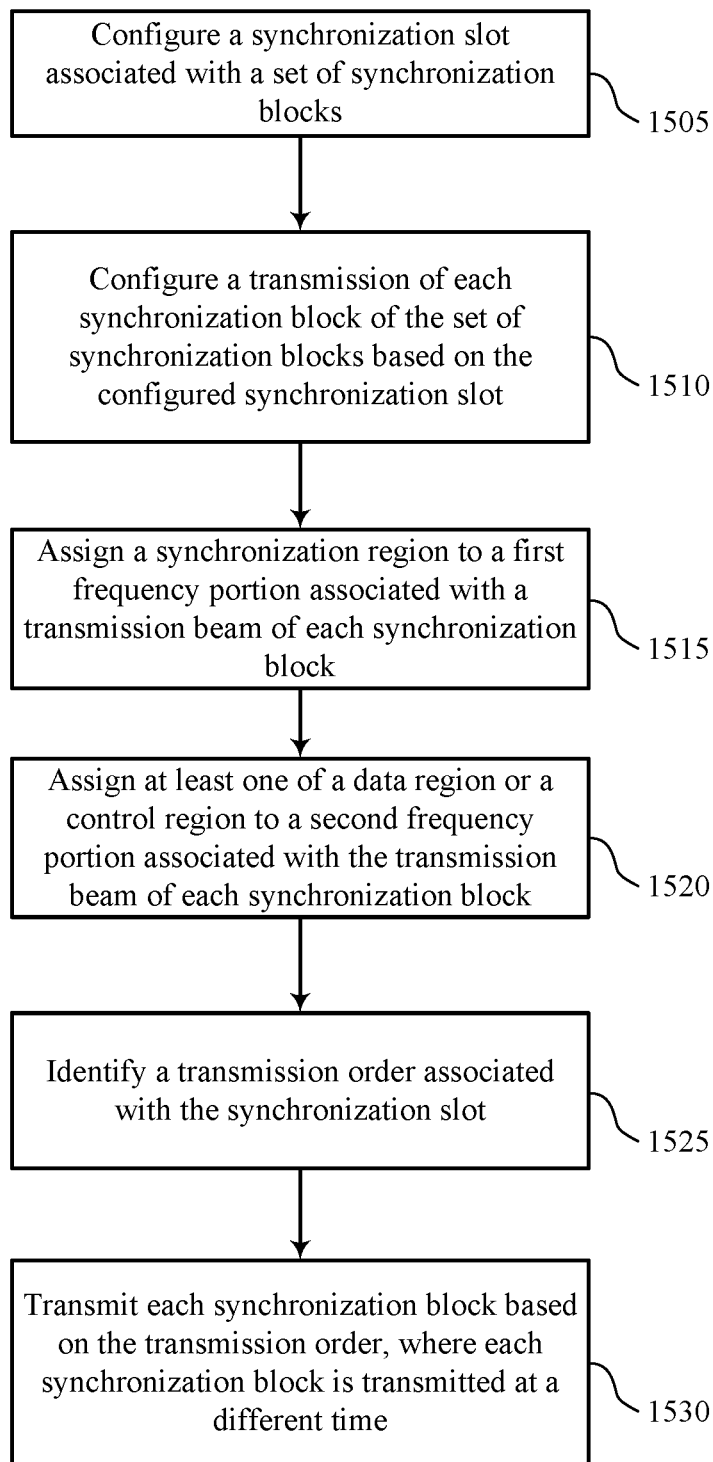 Configure a synchronization slot
associated with a set of synchronization
blocks
1505
Configure a transmission of each
synchronization block of the set of
synchronization blocks based on the
configured synchronization slot
1510
Assign a synchronization region to a first
frequency portion associated with a
transmission beam of each synchronization
block
1515
Assign at least one of a data region or a
control region to a second frequency
portion associated with the transmission
beam of each synchronization block
1520
Identify a transmission order associated
with the synchronization slot
1525
Transmit each synchronization block based
on the transmission order, where each
synchronization block is transmitted at a
different time
1530